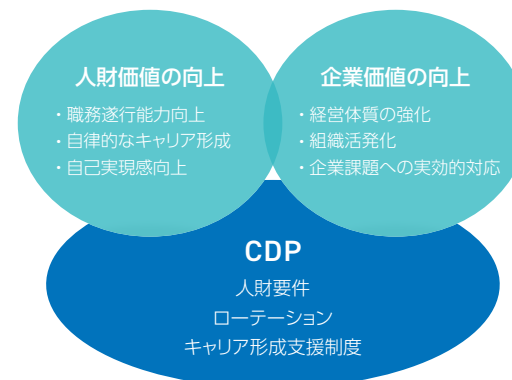 人財価値の向上
・職務遂行能力向上
・自律的なキャリア形成
・自己実現感向上
企業価値の向上
・経営体質の強化
・組織活発化
・企業課題への実効的対応
CDP
人財要件
ローテーション
キャリア形成支援制度